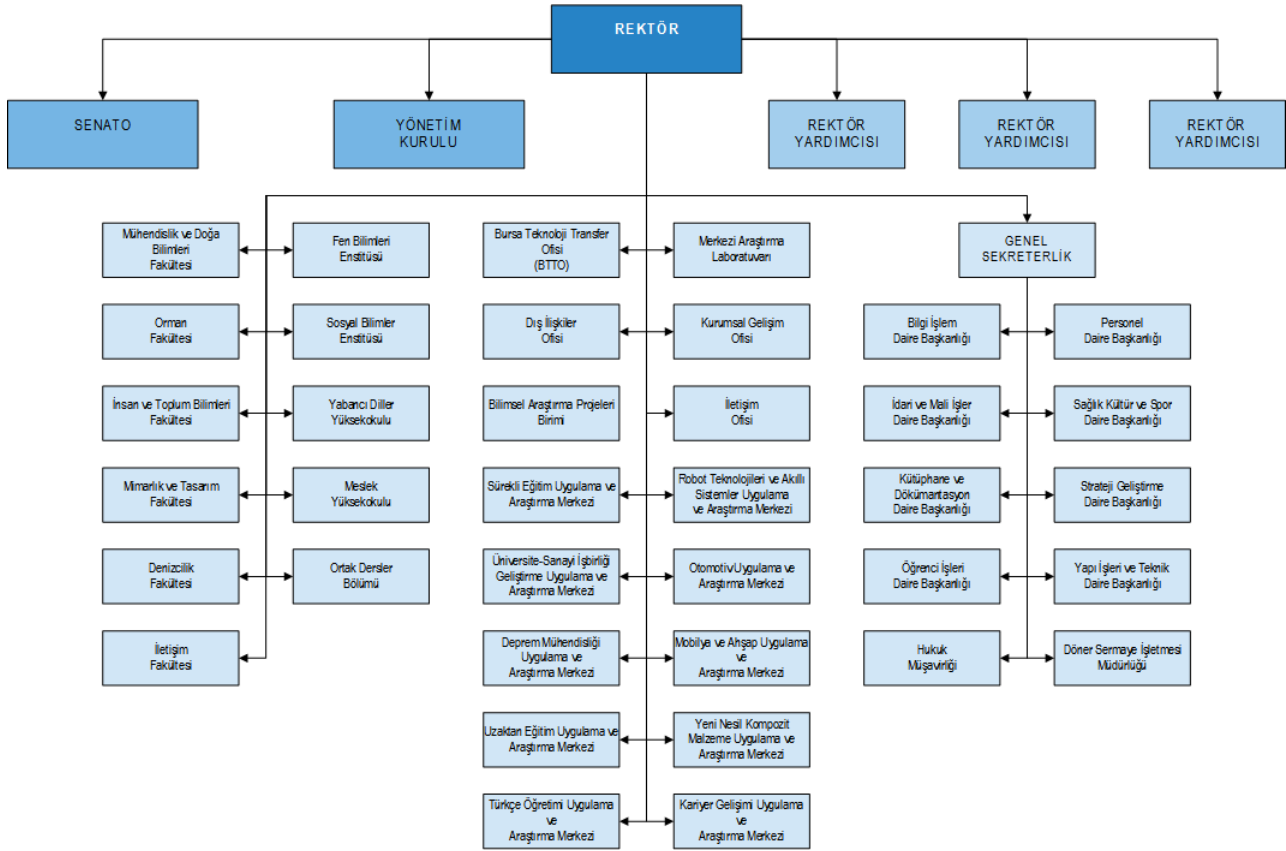 REKTÖR
SENATO
YÖNETİM
KURULU
REKTÖR
YARDIMCISI
REKTÖR
YARDIMCISI
REKTÖR
YARDIMCISI
Mühendislik ve Doğa
Bilimleri
Fakültesi
Fen Bilimleri
Enstitüsü
Bursa Teknoloji Transfer
Ofisi
(BTTO)
Merkezi Araştırma
Laboratuvarı
GENEL
SEKRETERLİK
Orman
Fakültesi
Sosyal Bilimler
Enstitüsü
Dış İlişkiler
Ofisi
Kurumsal Gelişim
Ofisi
Bilgi İşlem
Daire Başkanlığı
Personel
Daire Başkanlığı
İnsan ve Toplum Bilimleri
Fakültesi
Yabancı Diller
Yüksekokulu
Bilimsel Araştırma Projeleri
Birimi
İletişim
Ofisi
İdari ve Mali İşler
Daire Başkanlığı
Sağlık Kültür ve Spor
Daire Başkanlığı
Mimarlık ve Tasarım
Fakültesi
Meslek
Yüksekokulu
Sürekli Eğitim Uygulama ve
Araştırma Merkezi
Robot Teknolojileri ve Akıllı
Sistemler Uygulama
ve Araştırma Merkezi
Kütüphane ve
Dökümantasyon
Daire Başkanlığı
Strateji Geliştirme
Daire Başkanlığı
Denizcilik
Fakültesi
Ortak Dersler
Bölümü
Üniversite-Sanayi İşbirliği
Geliştirme Uygulama ve
Araştırma Merkezi
Otomotiv Uygulama ve
Araştırma Merkezi
Öğrenci İşleri
Daire Başkanlığı
Yapı İşleri ve Teknik
Daire Başkanlığı
İletişim
Fakültesi
Deprem Mühendisliği
Uygulama ve
Araştırma Merkezi
Mobilya ve Ahşap Uygulama
ve
Araştırma Merkezi
Hukuk
Müşavirliği
Döner Sermaye İşletmesi
Müdürlüğü
Uzaktan Eğitim Uygulama ve
Araştırma Merkezi
Yeni Nesil Kompozit
Malzeme Uygulama ve
Araştırma Merkezi
Türkçe Öğretimi Uygulama
ve
Araştırma Merkezi
Kariyer Gelişimi Uygulama
ve
Araştırma Merkezi